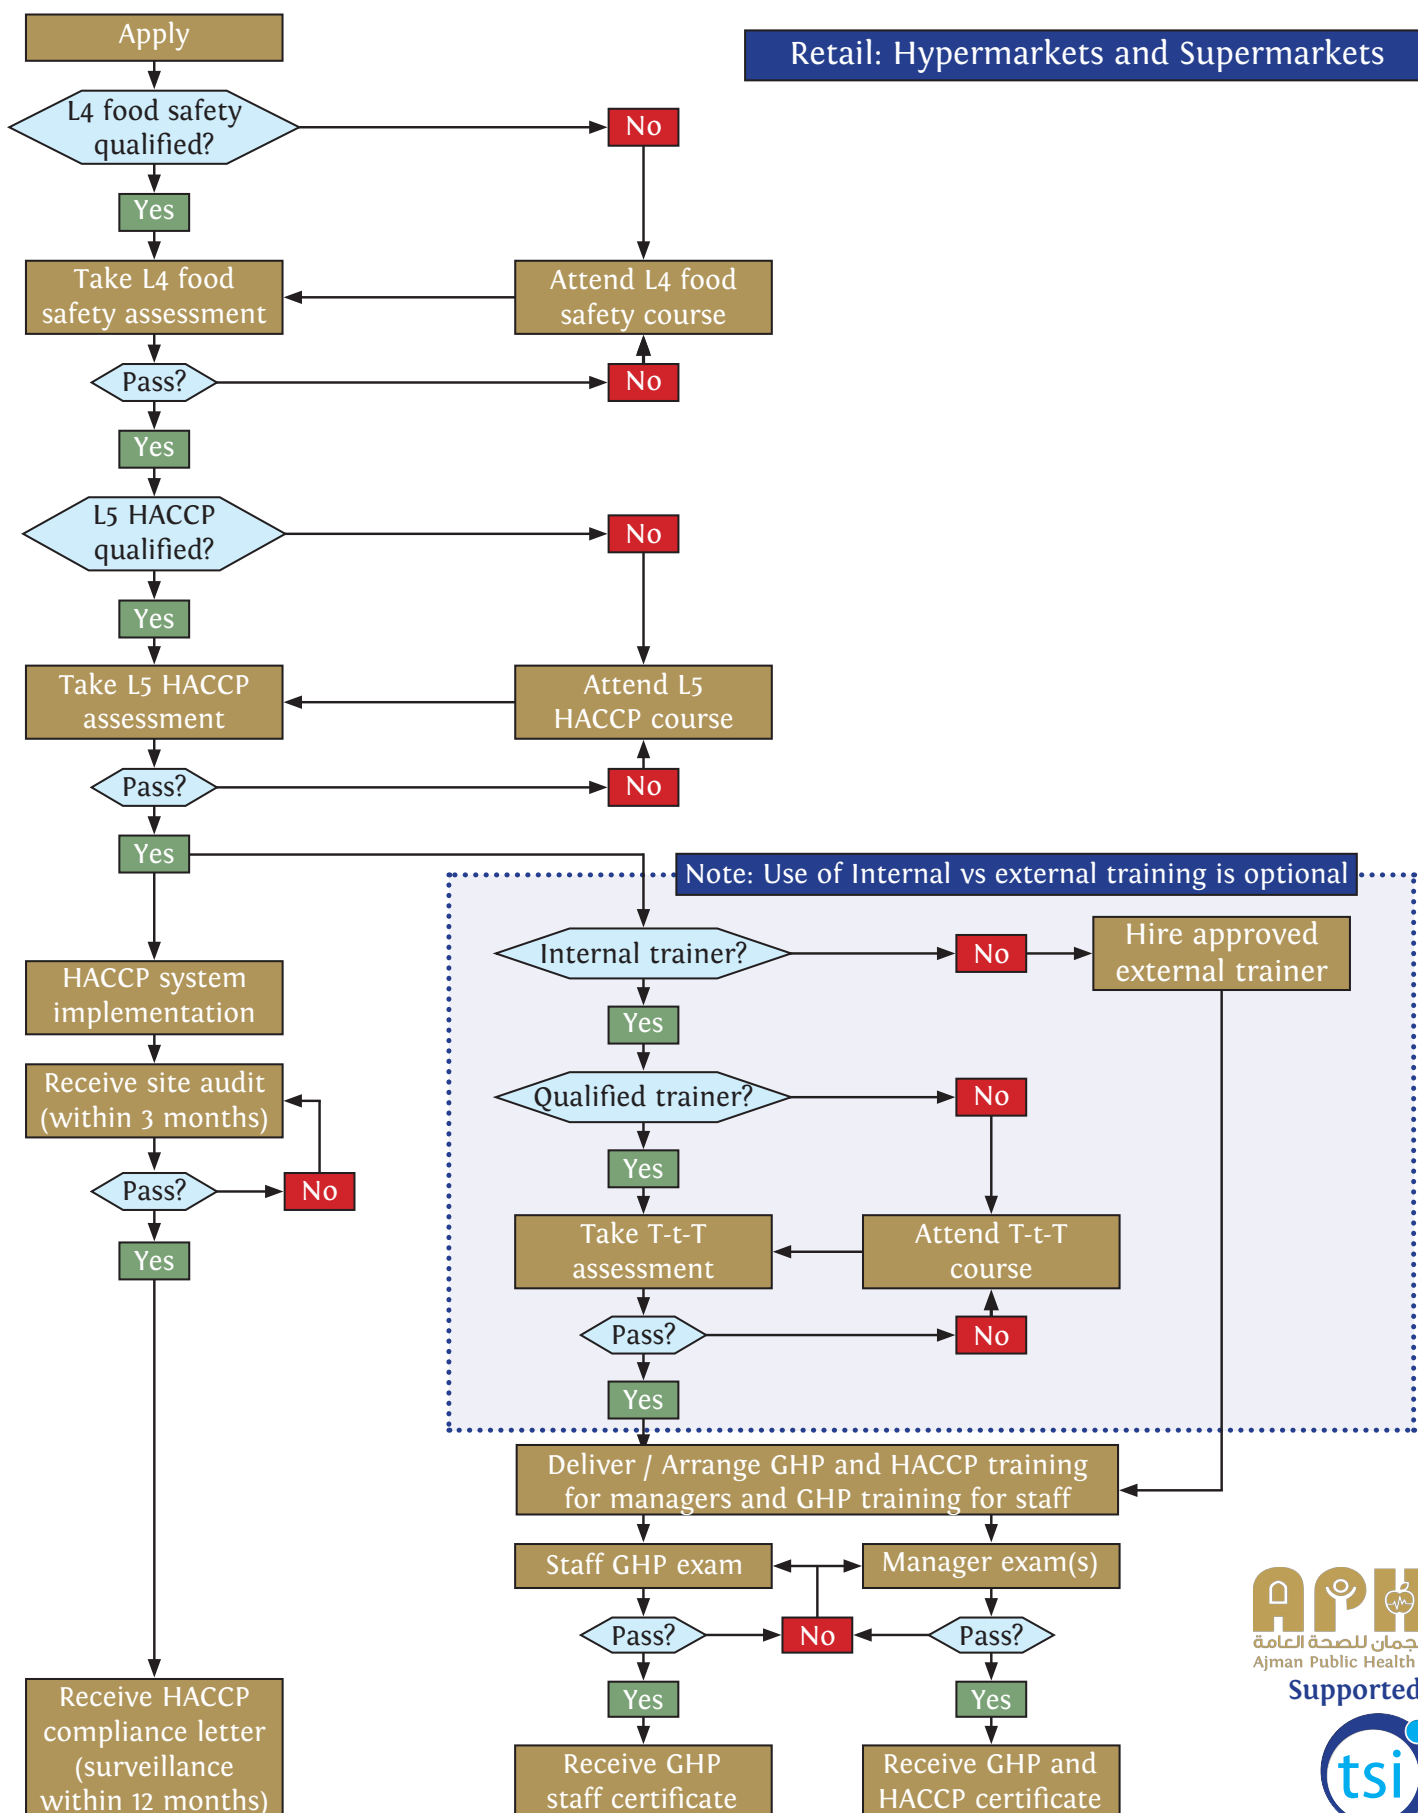 Apply
Retail: Hypermarkets and Supermarkets
L4 food safety
qualified?
No
Yes
Take L4 food
safety assessment
Attend L4 food
safety course
Pass?
No
Yes
L5 HACCP
qualified?
No
Yes
Take L5 HACCP
assessment
Attend L5
HACCP course
Pass?
No
Yes
Note: Use of Internal vs external training is optional
Internal trainer?
No
Hire approved
external trainer
HACCP system
implementation
Yes
Receive site audit
(within 3 months)
Qualified trainer?
No
Pass?
No
Yes
Yes
Take T-t-T
assessment
Attend T-t-T
course
Pass?
No
Yes
Deliver / Arrange GHP and HACCP training
for managers and GHP training for staff
Staff GHP exam
Manager exam(s)
Pass?
No
Pass?
Yes
Yes
Receive HACCP
compliance letter
(surveillance
within 12 months)
Receive GHP
staff certificate
Receive GHP and
HACCP certificate
APH
عجمان للصحة العامة
Ajman Public Health
Supported
tsi